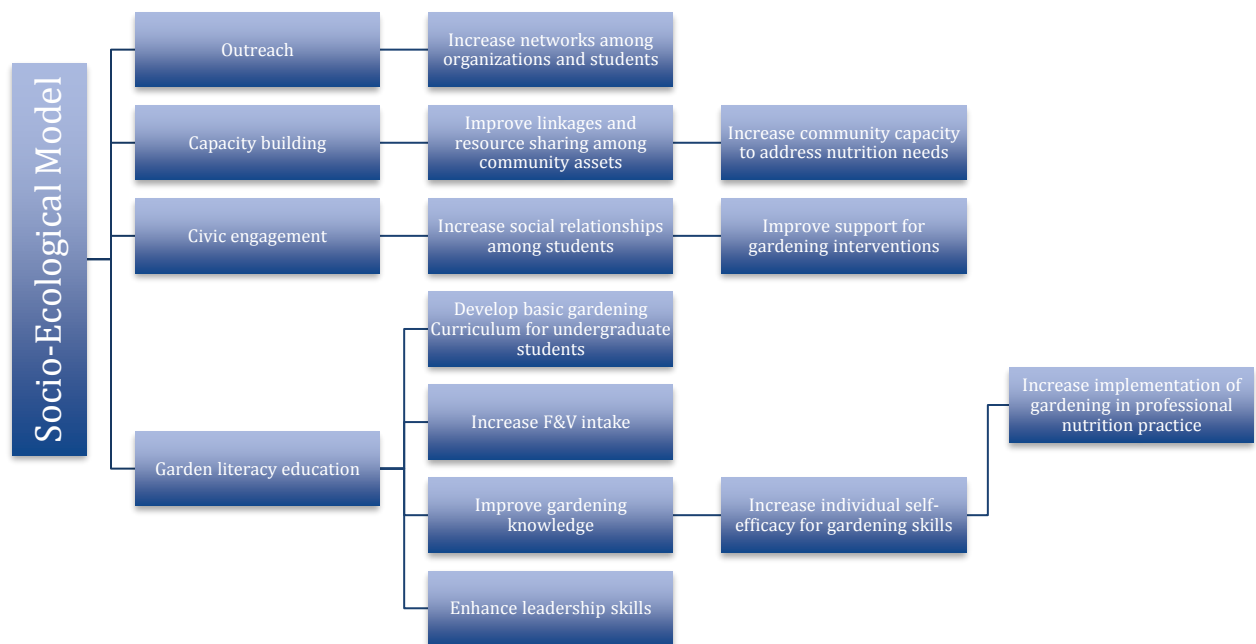 Socio-Ecological Model
Outreach
Increase networks among
organizations and students
Capacity building
Improve linkages and
resource sharing among
community assets
Increase community capacity
to address nutrition needs
Civic engagement
Increase social relationships
among students
Improve support for
gardening interventions
Garden literacy education
Develop basic gardening
Curriculum for undergraduate
students
Increase F&V intake
Improve gardening
knowledge
Increase individual self-
efficacy for gardening skills
Increase implementation of
gardening in professional
nutrition practice
Enhance leadership skills